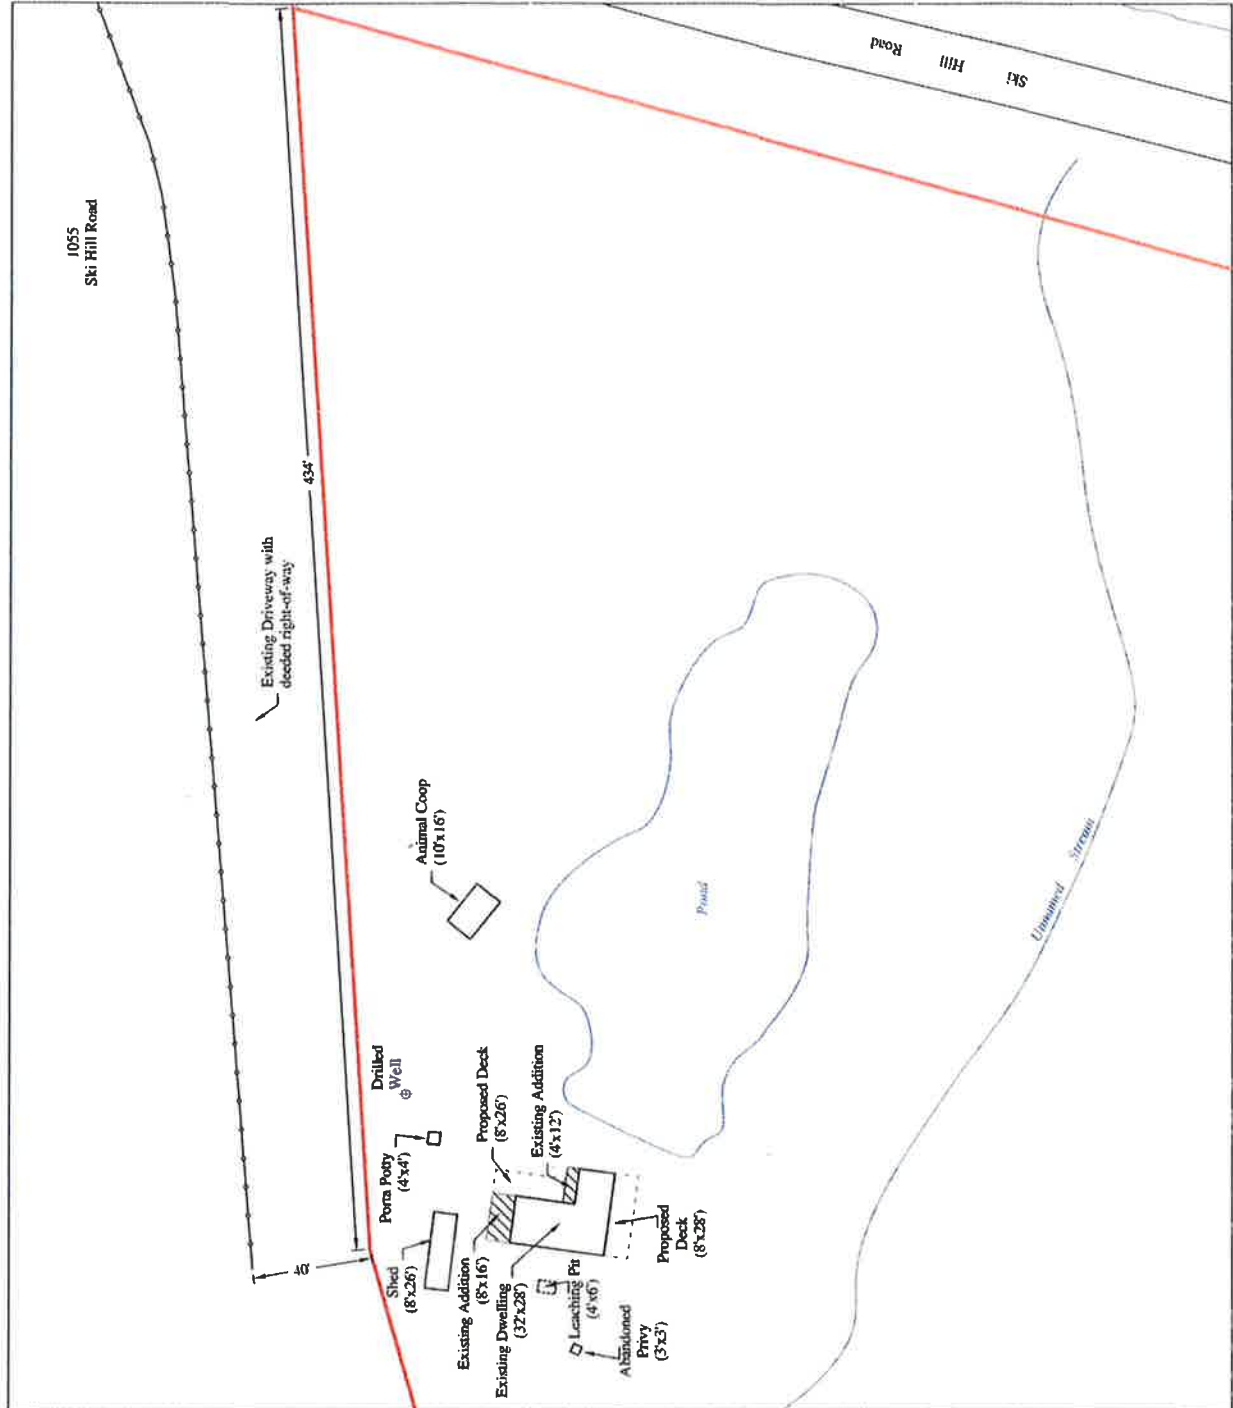 Ski Hill Road
1055
Ski Hill Road
434'
Existing Driveway with
deeded right-of-way
Animal Coop
(10'x16')
Pond
Unnamed Stream
Drilled
Well
Proposed Deck
(8'x26')
Existing Addition
(4'x12')
Porta Potty
(4'x4')
40'
Shed
(8'x26')
Existing Addition
(8'x16')
Existing Dwelling
(32'x28')
Leaching Pit
(4'x6')
Abandoned
Privy
(3'x3')
Proposed
Deck
(8'x28')